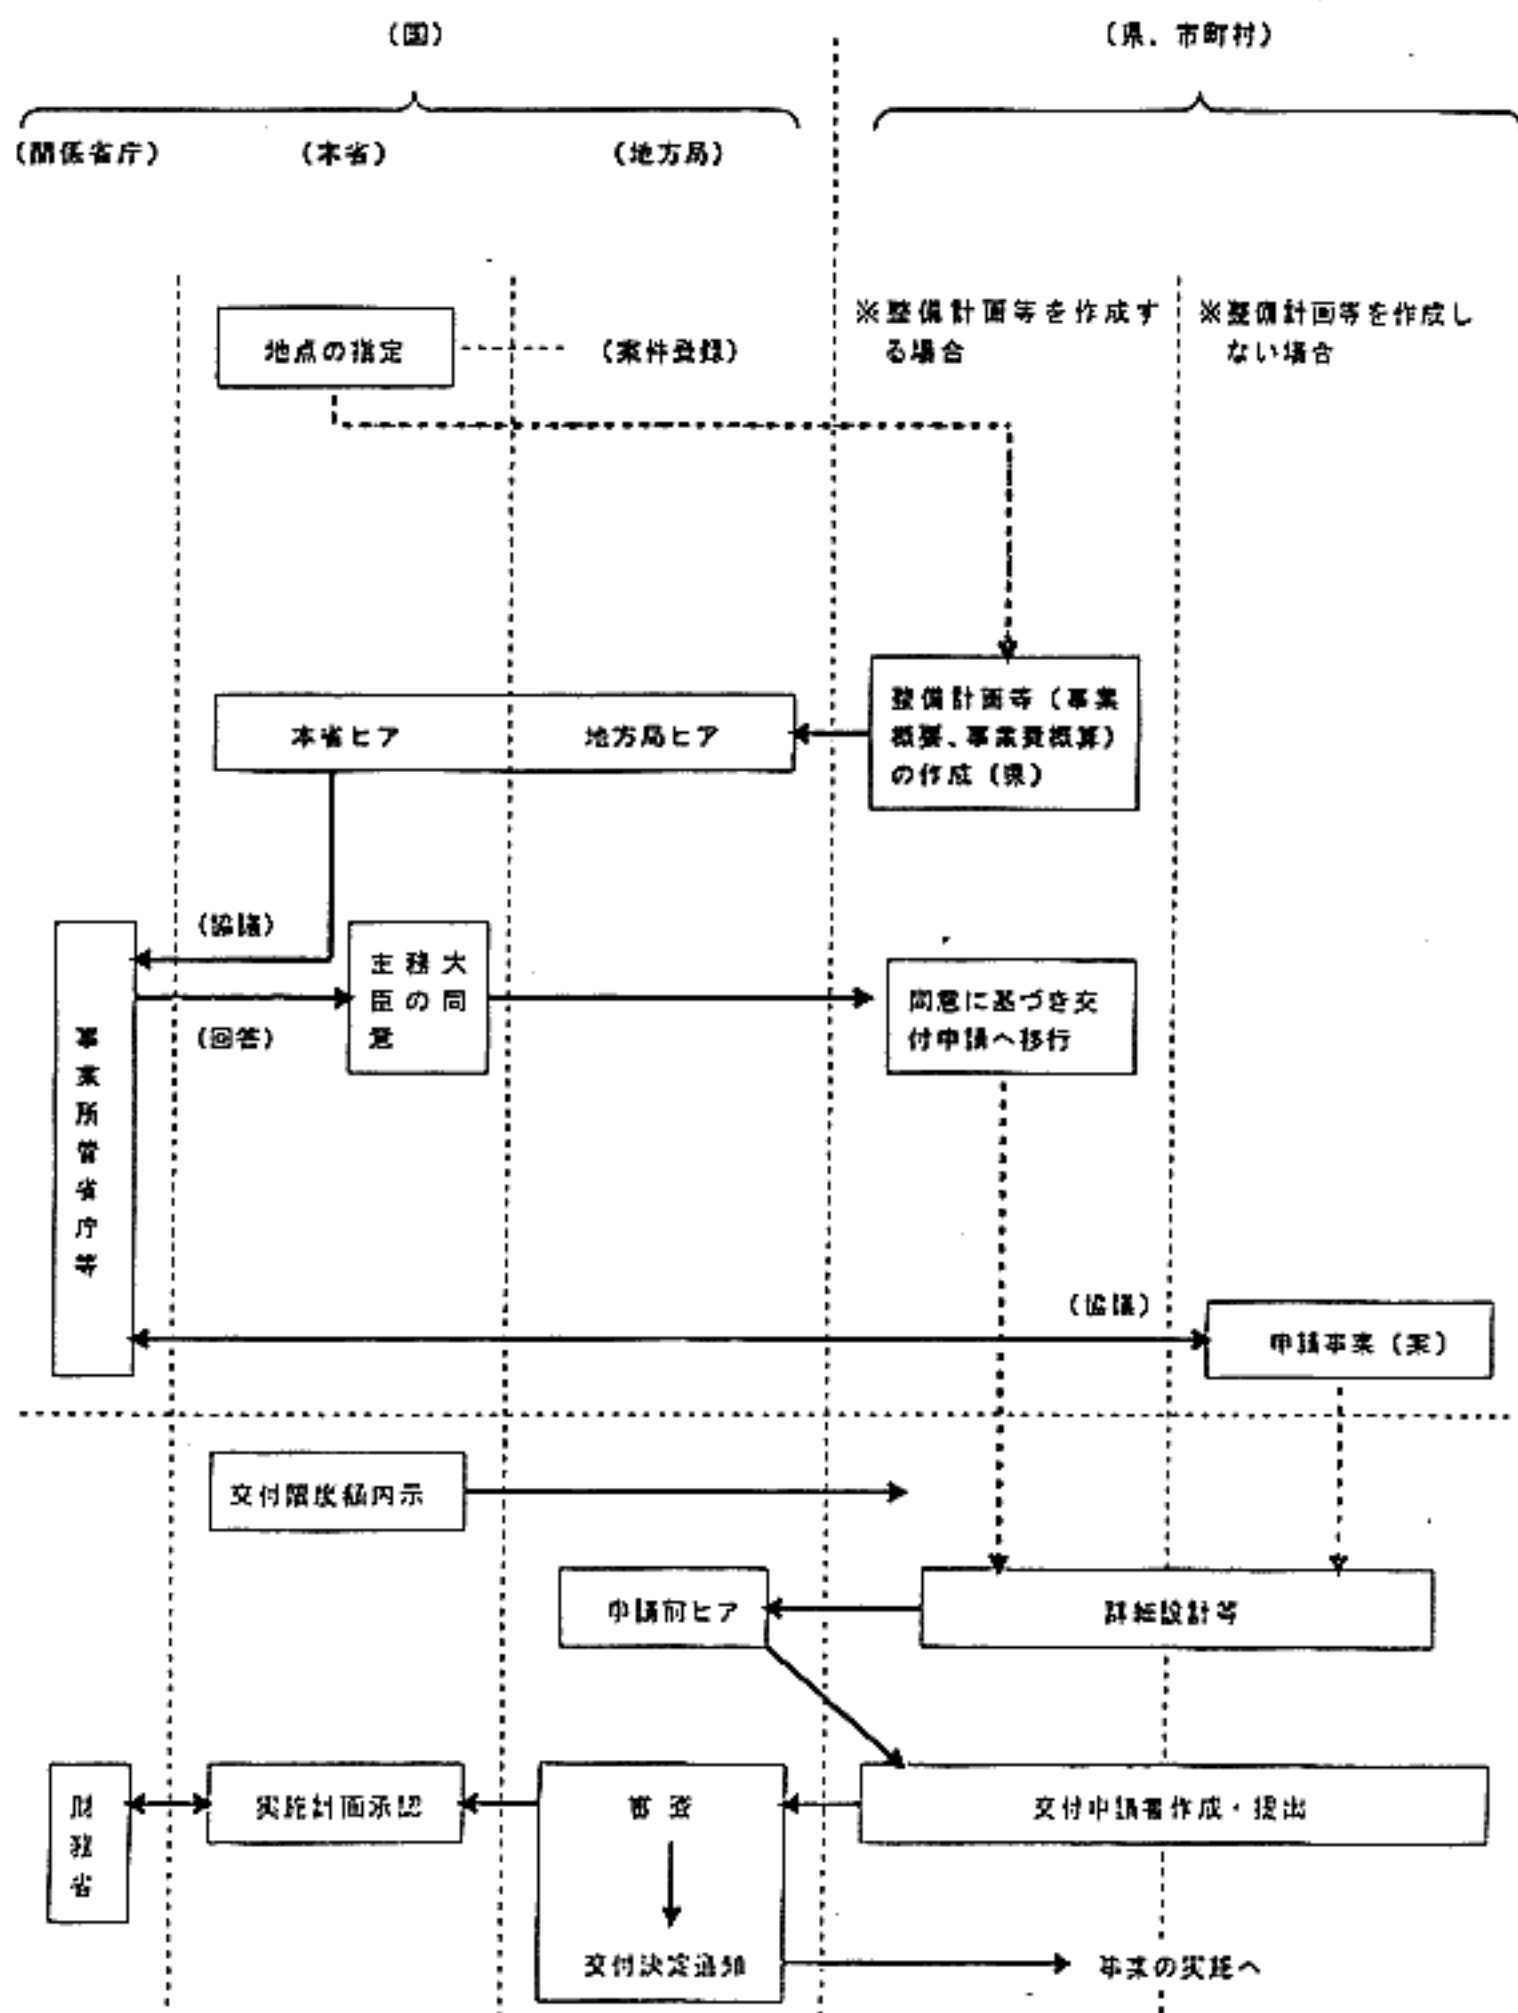 (国)
(県、市町村)
(関係省庁)
(本省)
(地方局)
地点の指定
(案件登録)
※整備計画等を作成す
る場合
※整備計画等を作成し
ない場合
整備計画等(事業
概要、事業費概算)
の作成(県)
本省ヒア
地方局ヒア
(協議)
主務大
臣の同
意
同意に基づき交
付申請へ移行
(回答)
事業所管省庁等
(協議)
申請事業(案)
交付限度額内示
申請前ヒア
詳細設計等
財務省
実施計画承認
審査
交付申請書作成・提出
交付決定通知
事業の実施へ